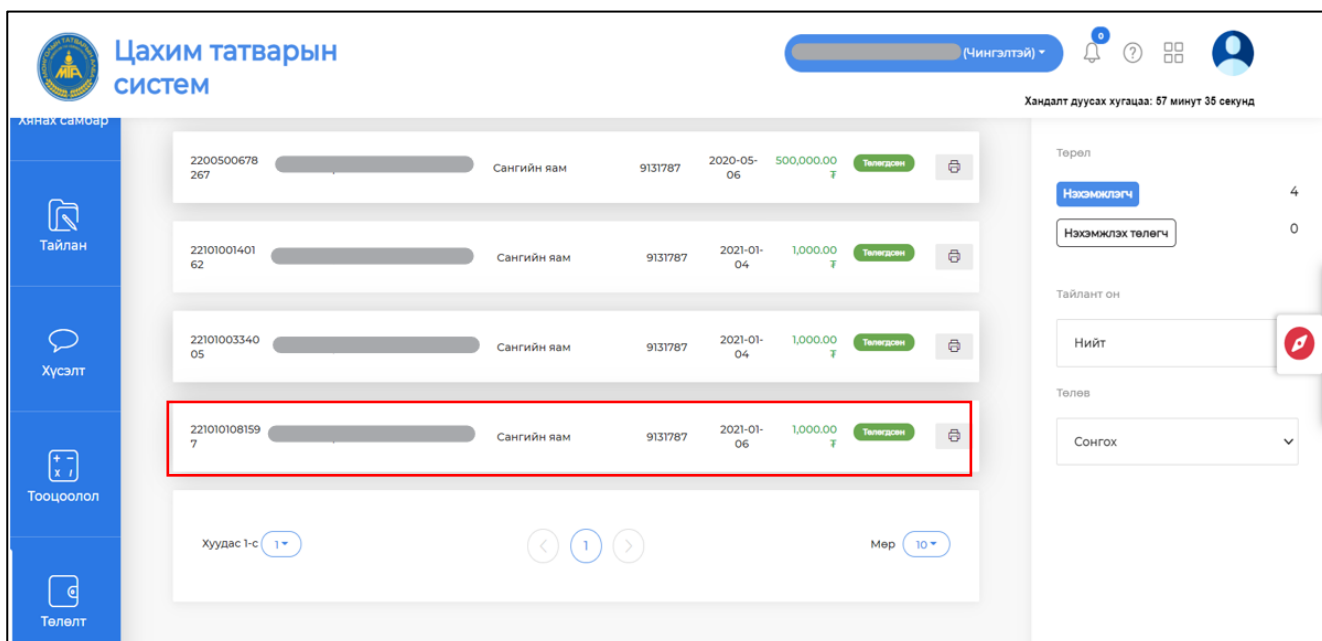 Цахим татварын
систем
(Чингэлтэй)
0
Хандалт дуусах хугацаа: 57 минут 35 секунд
Хянах самбар
Тайлан
Хүсэлт
Тооцоолол
Төлөлт
2200500678
267
Сангийн яам
9131787
2020-05-
06
500,000.00
₮
Төлөгдсөн
22101001401
62
Сангийн яам
9131787
2021-01-
04
1,000.00
₮
Төлөгдсөн
22101003340
05
Сангийн яам
9131787
2021-01-
04
1,000.00
₮
Төлөгдсөн
221010108159
7
Сангийн яам
9131787
2021-01-
06
1,000.00
₮
Төлөгдсөн
Хуудас 1-с 1
1
Мөр 10
Төрөл
Нэхэмжлэгч 4
Нэхэмжлэх төлөгч 0
Тайлант он
Нийт
Төлөв
Сонгох